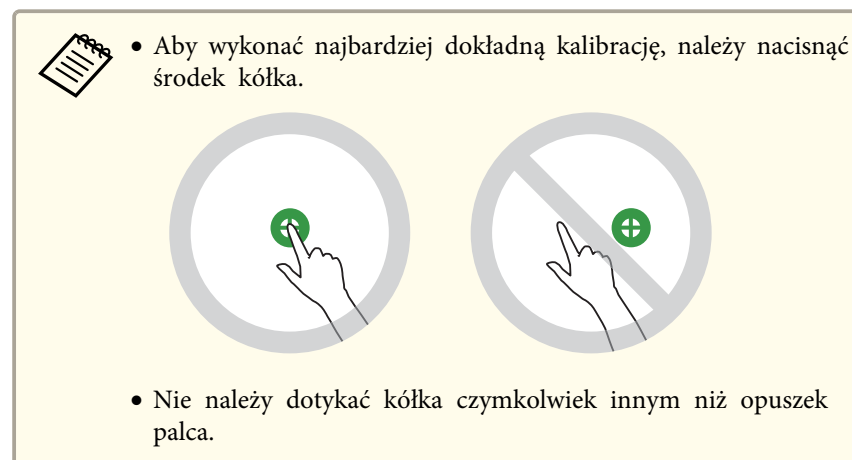 • Aby wykonać najbardziej dokładną kalibrację, należy nacisnąć
środek kółka.
• Nie należy dotykać kółka czymkolwiek innym niż opuszek
palca.